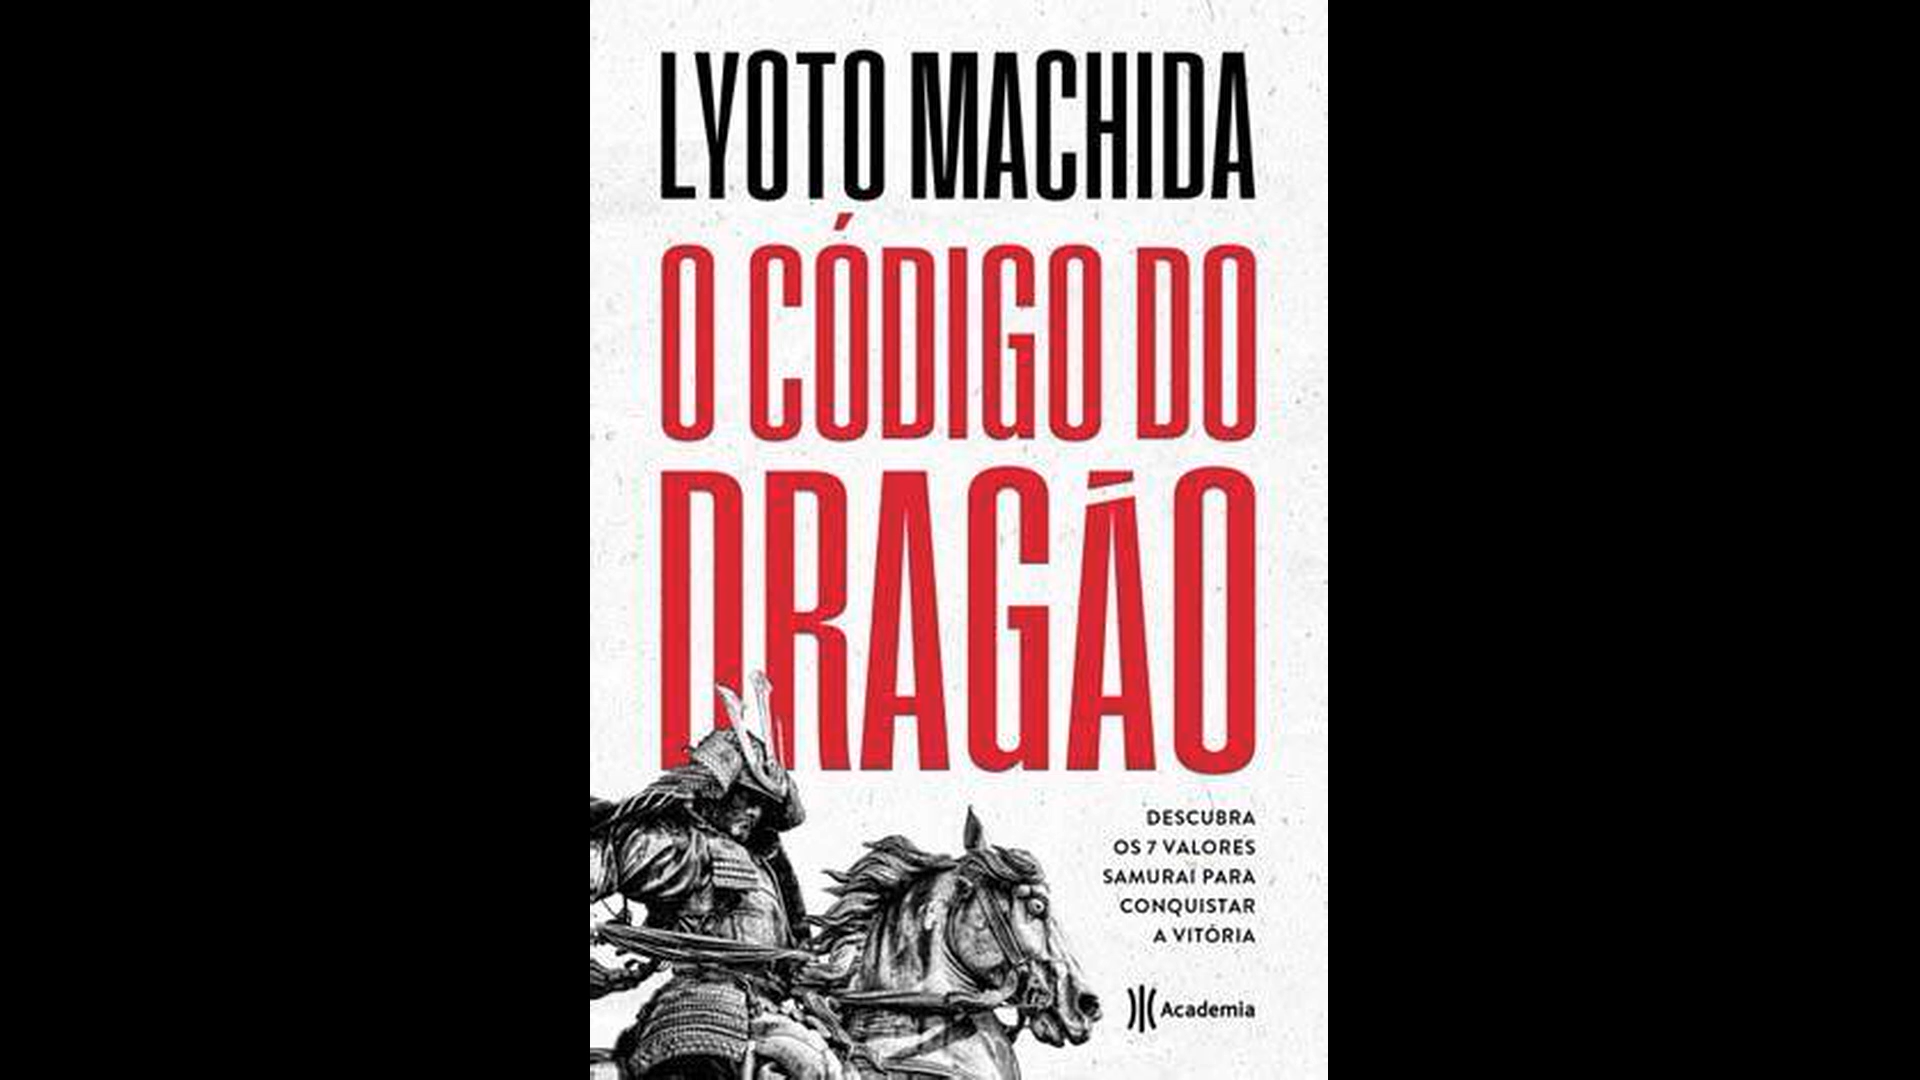 LYOTO MACHIDA
O CÓDIGO DO
DRAGÃO
DESCUBRA
OS 7 VALORES
SAMURAI PARA
CONQUISTAR
A VITÓRIA
Academia